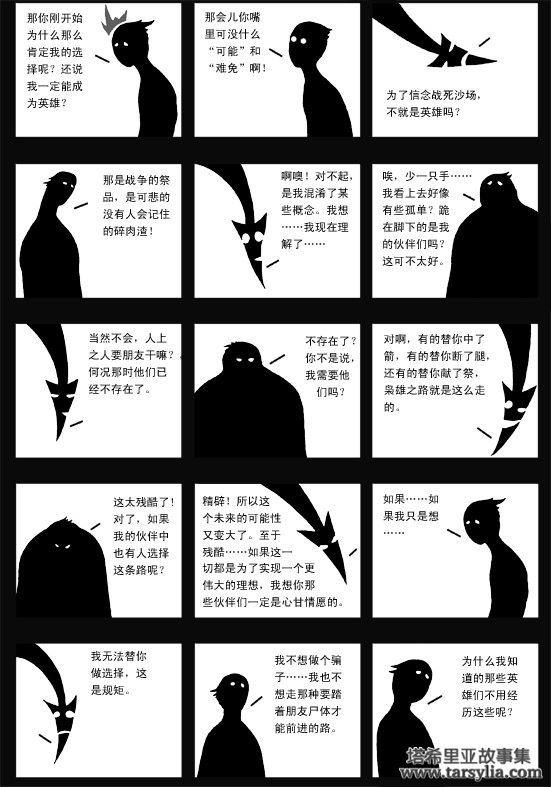 那你刚开始
为什么那么
肯定我的选
择呢？还说
我一定能成
为英雄？
那会儿你嘴
里可没什么
“可能”和
“难免”啊！
为了信念战死沙场，
不就是英雄吗？
那是战争的祭
品，是可悲的
没有人会记住
的碎肉渣！
啊噢！对不起，
是我混淆了某
些概念。我想
……我现在理
解了……
唉，少一只手……
我看上去好像
有些孤单？跪
在脚下的是我
的伙伴们吗？
这可不太好。
当然不会，人上
之人要朋友干嘛？，
何况那时他们已
经不存在了。
不存在了？
你不是说，
我需要他
们吗？
对啊，有的替你中了
箭，有的替你断了腿，
还有的替你献了祭，
枭雄之路就是这么走
的。
这太残酷了！
对了，如果
我的伙伴中
也有人选择
这条路呢？
精辟！所以这
个未来的可能性
又变大了。至于
残酷……如果这一
切都是为了实现一个更
伟大的理想，我想你那
些伙伴们一定是心甘情愿的。
如果……如
果我只是想
……
我无法替你
做选择，这
是规矩。
我不想做个骗
子……我也不
想走那种要踏
着朋友尸体才
能前进的路。
为什么我知
道的那些英
雄们不用经
历这些呢？
塔希里亚故事集
www.tarsylia.com